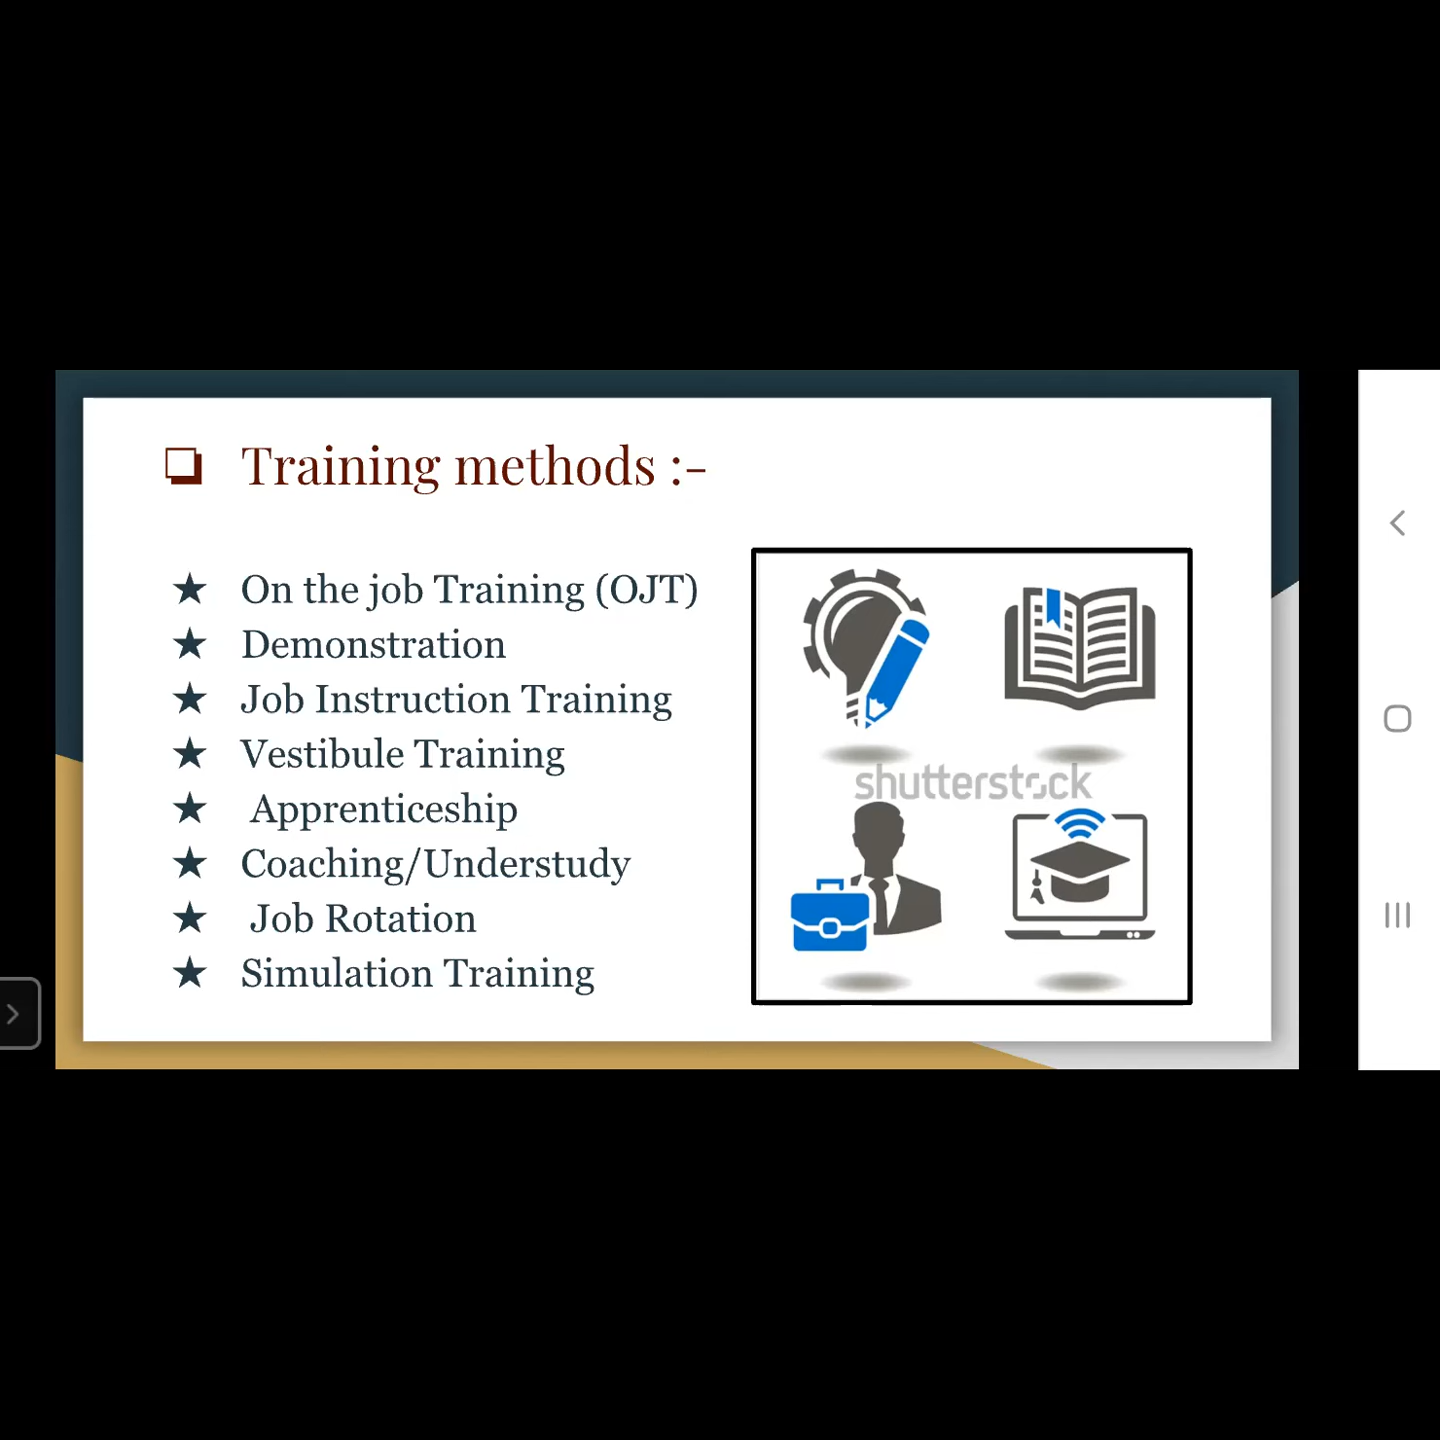 Training methods :-
On the job Training (OJT)
Demonstration
Job Instruction Training
Vestibule Training
Apprenticeship
Coaching/Understudy
Job Rotation
Simulation Training
shutterstock